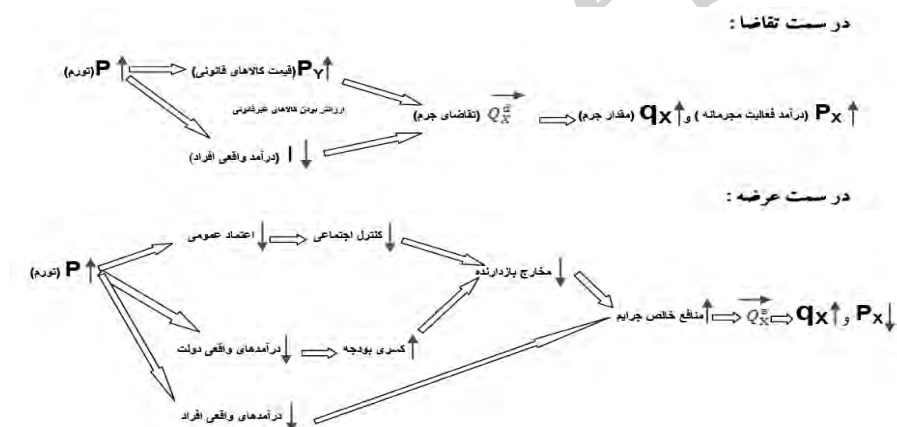 در سمت تقاضا :
P (تورم)
P_Y (قیمت کالاهای قانونی)
ارزانتر بودن کالاهای غیرقانونی
I (درآمد واقعی افراد)
(تقاضای جرم)
(مقدار جرم) q_X و ( درآمد فعالیت مجرمانه) P_X
در سمت عرضه :
P (تورم)
اعتماد عمومی
کنترل اجتماعی
مخارج بازدارنده
درآمدهای واقعی دولت
کسری بودجه
منافع خالص جرایم
q_X و P_X
درآمدهای واقعی افراد